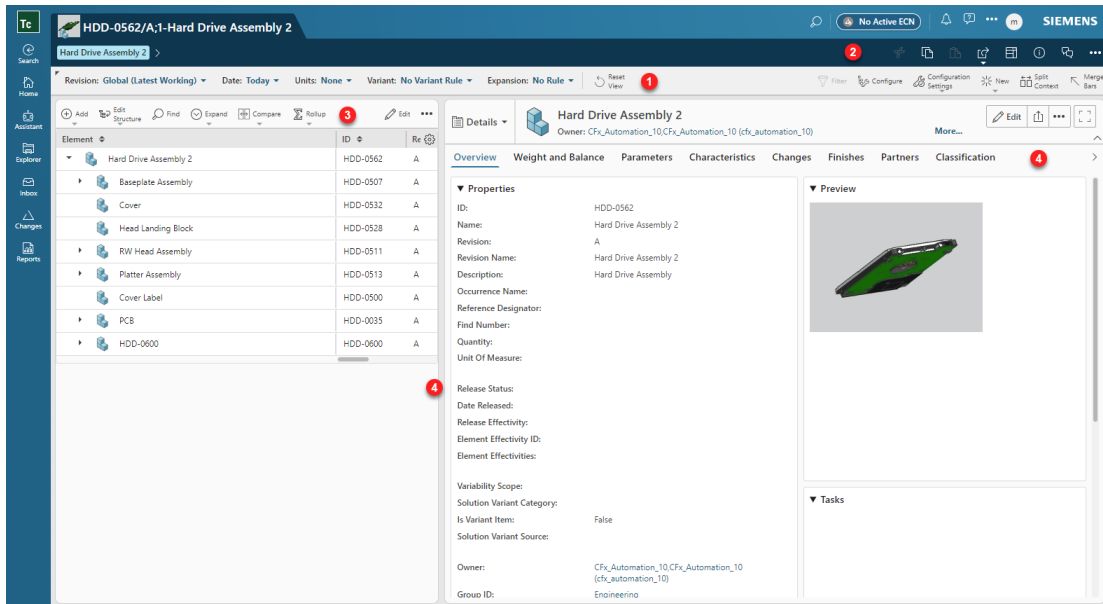 Tc
HDD-0562/A;1-Hard Drive Assembly 2
No Active ECN
m
SIEMENS
Search
Home
Assistant
Explorer
Inbox
Changes
Reports
Hard Drive Assembly 2 >
2
Revision: Global (Latest Working) Date: Today Units: None Variant: No Variant Rule Expansion: No Rule
Reset View
1
Filter
Configure
Configuration Settings
New
Split Context
Merge Bars
Add
Edit Structure
Find
Expand
Compare
Rollup
3
Edit
Element ID Re
Hard Drive Assembly 2 HDD-0562 A
Baseplate Assembly HDD-0507 A
Cover HDD-0532 A
Head Landing Block HDD-0528 A
RW Head Assembly HDD-0511 A
Platter Assembly HDD-0513 A
Cover Label HDD-0500 A
PCB HDD-0035 A
HDD-0600 HDD-0600 A
4
Details
Hard Drive Assembly 2
Owner: CFx_Automation_10,CFx_Automation_10 (cfx_automation_10)
More...
Edit
Overview Weight and Balance Parameters Characteristics Changes Finishes Partners Classification
4
Properties
ID: HDD-0562
Name: Hard Drive Assembly 2
Revision: A
Revision Name: Hard Drive Assembly 2
Description: Hard Drive Assembly
Occurrence Name:
Reference Designator:
Find Number:
Quantity:
Unit Of Measure:
Release Status:
Date Released:
Release Effectivity:
Element Effectivity ID:
Element Effectivities:
Variability Scope:
Solution Variant Category:
Is Variant Item: False
Solution Variant Source:
Owner: CFx_Automation_10,CFx_Automation_10
(cfx_automation_10)
Group ID: Engineering
Preview
Tasks